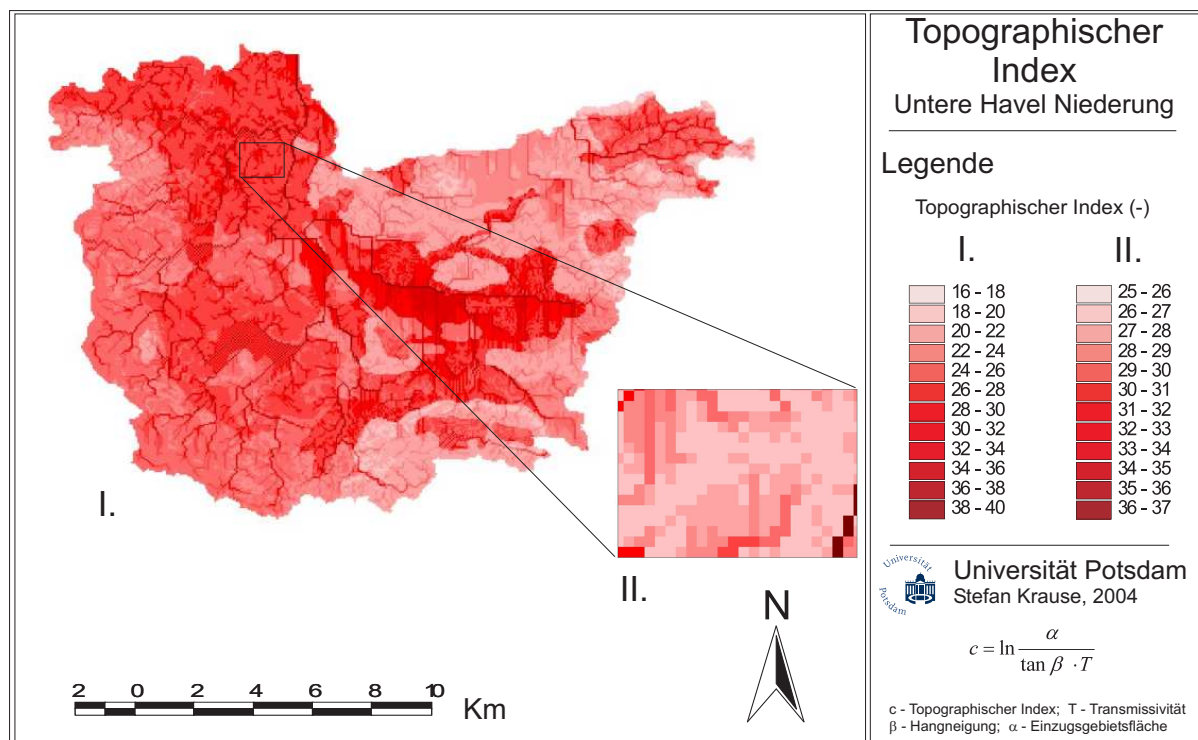 Topographischer
Index
Untere Havel Niederung
Legende
Topographischer Index (-)
I. II.
16 - 18 25 - 26
18 - 20 26 - 27
20 - 22 27 - 28
22 - 24 28 - 29
24 - 26 29 - 30
26 - 28 30 - 31
28 - 30 31 - 32
30 - 32 32 - 33
32 - 34 33 - 34
34 - 36 34 - 35
36 - 38 35 - 36
38 - 40 36 - 37
Universität Potsdam
Universität Potsdam
Stefan Krause, 2004
c = ln α / (tan β · T)
c - Topographischer Index; T - Transmissivität
β - Hangneigung; α - Einzugsgebietsfläche
I.
II.
N
2 0 2 4 6 8 10
Km